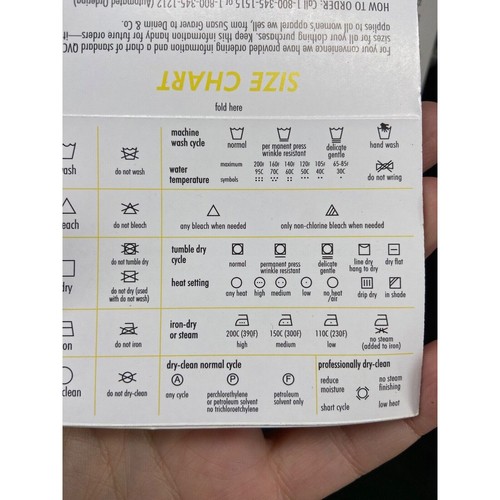 HOW TO ORDER: Call 1-800-345-1515 or 1-800-345-1212 (Automated Ordering)
applies to women's apparel we sell, from Susan Graver to Denim & Co.
sizes for all your clothing purchases. Keep this information handy for future orders—it
For your convenience we have provided ordering information and a chart of standard QVC
SIZE CHART
fold here
machine
wash cycle
normal
permanent press
wrinkle resistant
delicate
gentle
hand wash
wash
do not wash
water
temperature
maximum
200f 160f 140f 120f 105f 65-85f
95C 70C 60C 50C 40C 30C
symbols
do not wring
bleach
do not bleach
any bleach when needed
only non-chlorine bleach when needed
do not tumble dry
tumble dry
cycle
normal
permanent press
wrinkle resistant
delicate
gentle
line dry
hang to dry
dry flat
do not dry (used
with do not wash)
heat setting
any heat
high
medium
low
no heat
/air
drip dry
in shade
iron
do not iron
iron-dry
or steam
200C (390F)
high
150C (300F)
medium
110C (230F)
low
no steam
(added to iron)
dry-clean normal cycle
professionally dry-clean
clean
do not dry-clean
A
any cycle
P
perchlorethylene
or petroleum solvent
no trichloroetchylene
F
petroleum
solvent only
reduce
moisture
short cycle
no steam
finishing
low heat